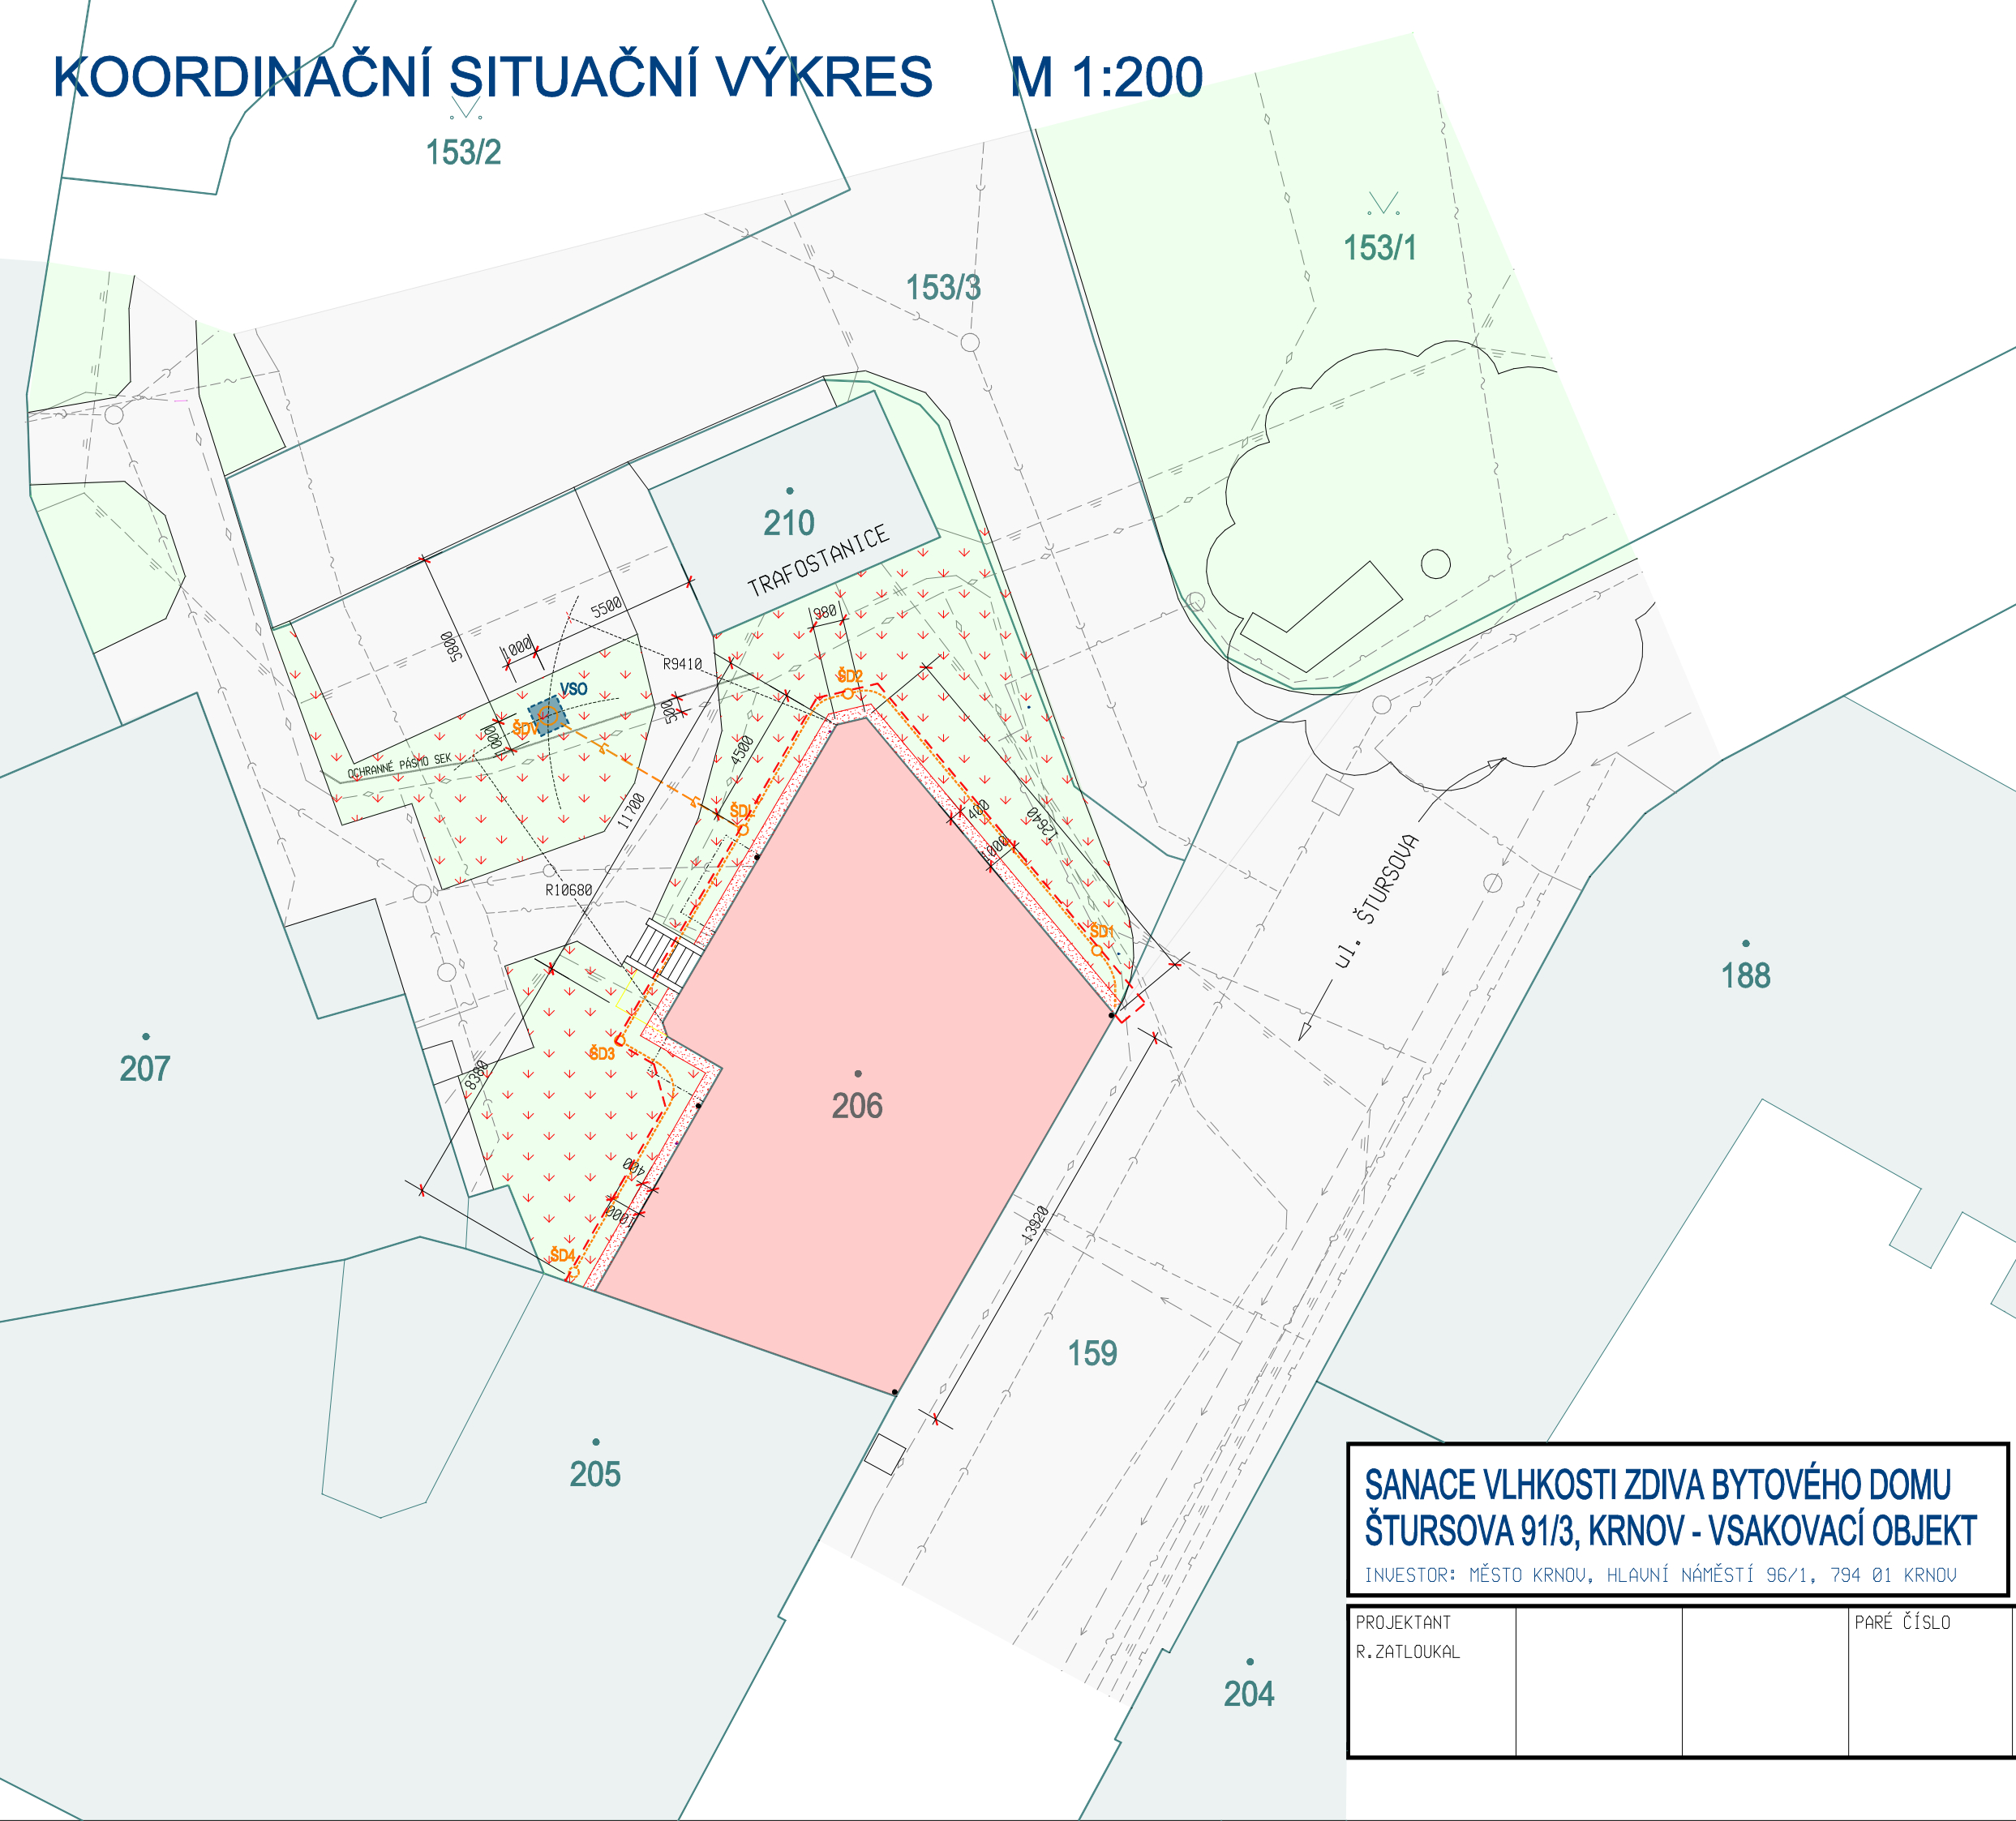 KOORDINAČNÍ SITUAČNÍ VÝKRES M 1:200
153/2
153/1
153/3
210
TRAFOSTANICE
5500
980
5800
1000
R9410
ŠD2
VSO
500
ŠDV
1000
OCHRANNÉ PÁSMO SEK
4500
11700
ŠDL
400
12640
1000
ul. ŠTURSOVA
R10680
ŠD1
188
207
ŠD3
8380
206
400
1000
13920
ŠD4
159
205
204
SANACE VLHKOSTI ZDIVA BYTOVÉHO DOMU
ŠTURSOVA 91/3, KRNOV - VSAKOVACÍ OBJEKT
INVESTOR: MĚSTO KRNOV, HLAVNÍ NÁMĚSTÍ 96/1, 794 01 KRNOV
PROJEKTANT
R.ZATLOUKAL
PARÉ ČÍSLO